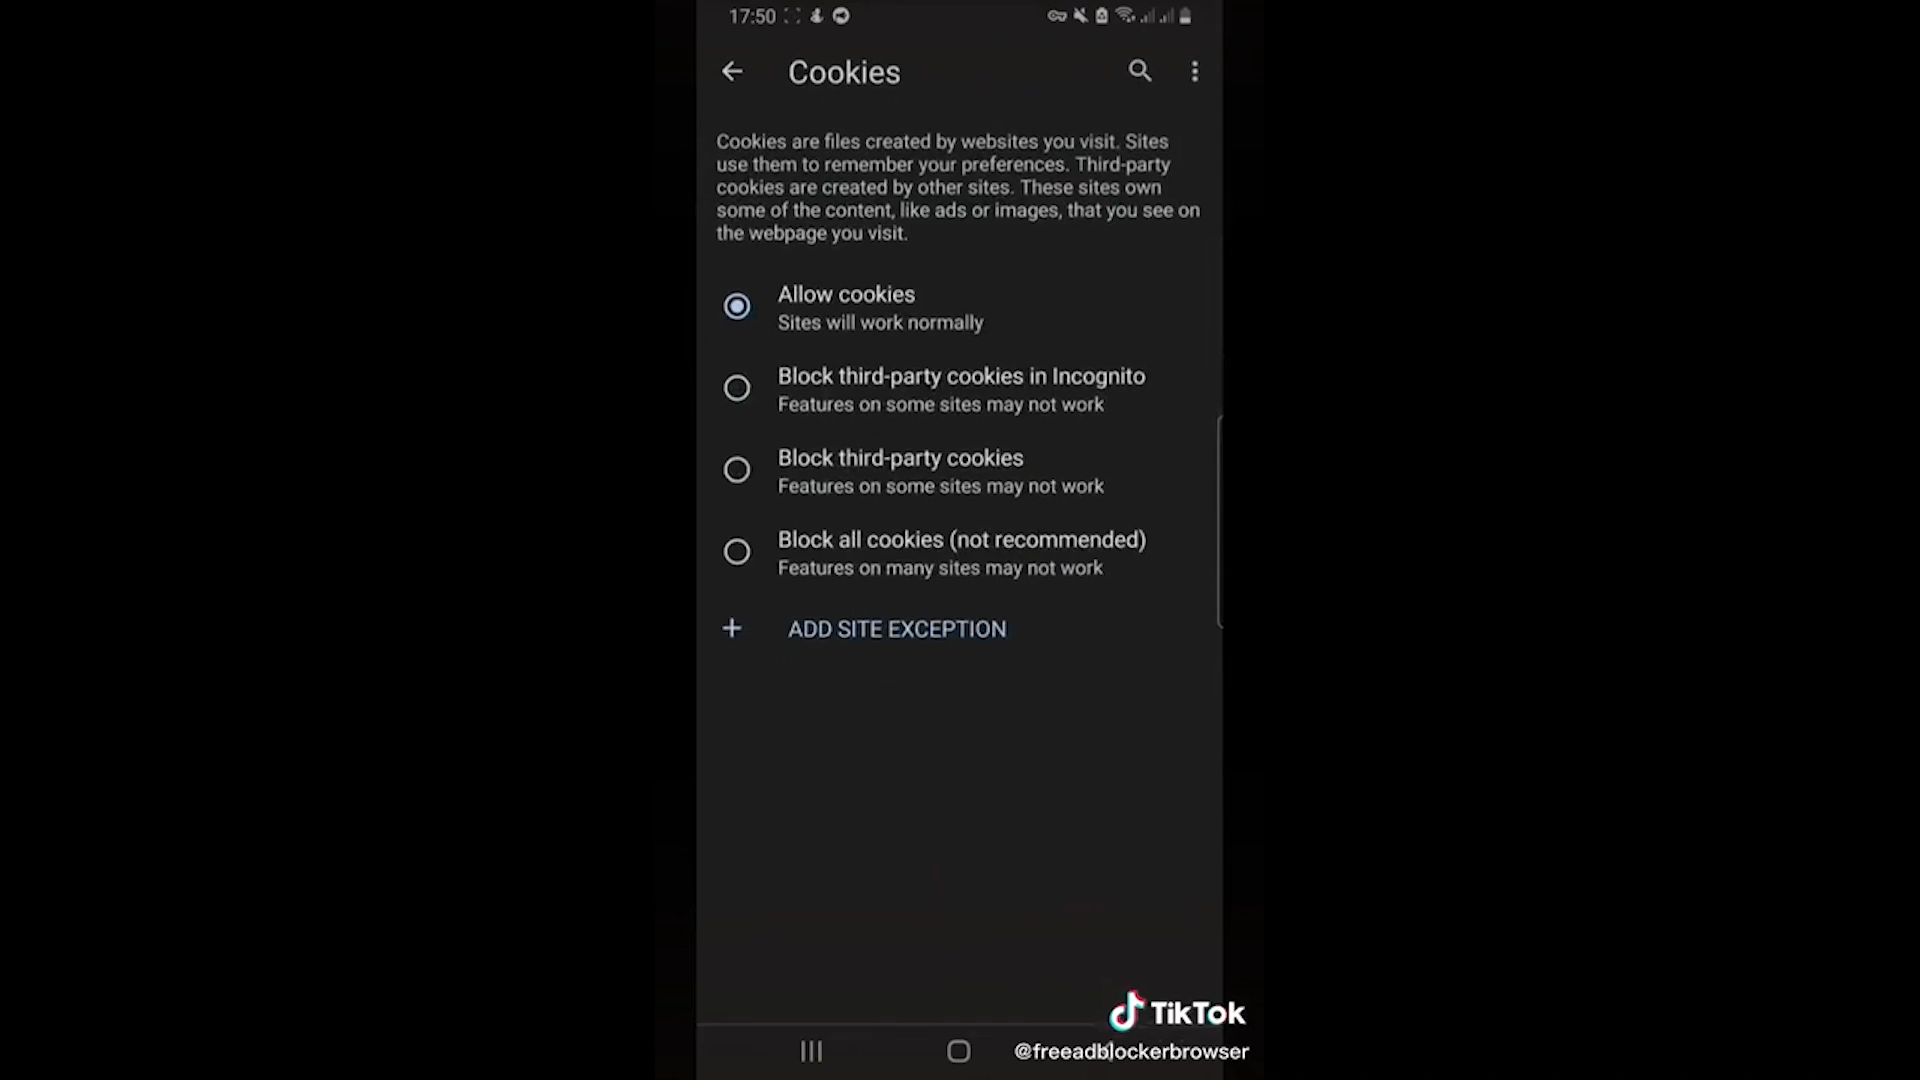 17:50
Cookies
Cookies are files created by websites you visit. Sites
use them to remember your preferences. Third-party
cookies are created by other sites. These sites own
some of the content, like ads or images, that you see on
the webpage you visit.
Allow cookies
Sites will work normally
Block third-party cookies in Incognito
Features on some sites may not work
Block third-party cookies
Features on some sites may not work
Block all cookies (not recommended)
Features on many sites may not work
+ ADD SITE EXCEPTION
TikTok
@freeadblockerbrowser